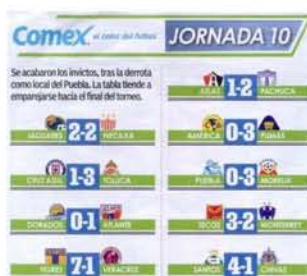 Comex el color del futbol JORNADA 10
Se acabaron los invictos, tras la derrota
como local del Puebla. La tabla tiende a
emparejarse hacia el final del torneo.
ATLAS 1-2 PACHUCA
JAGUARES 2-2 NECAXA
AMÉRICA 0-3 PUMAS
CRUZ AZUL 1-3 TOLUCA
PUEBLA 0-3 MORELIA
DORADOS 0-1 ATLANTE
TECOS 3-2 MONTERREY
TIGRES 7-1 VERACRUZ
SANTOS 4-1 CHIVAS